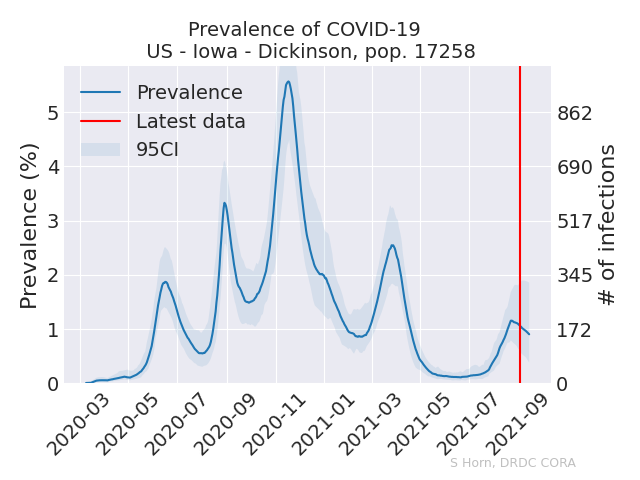 Prevalence of COVID-19
US - Iowa - Dickinson, pop. 17258
Prevalence
Latest data
95CI
Prevalence (%)
5
4
3
2
1
0
862
690
517
345
172
0
# of infections
2020-03
2020-05
2020-07
2020-09
2020-11
2021-01
2021-03
2021-05
2021-07
2021-09
S Horn, DRDC CORA